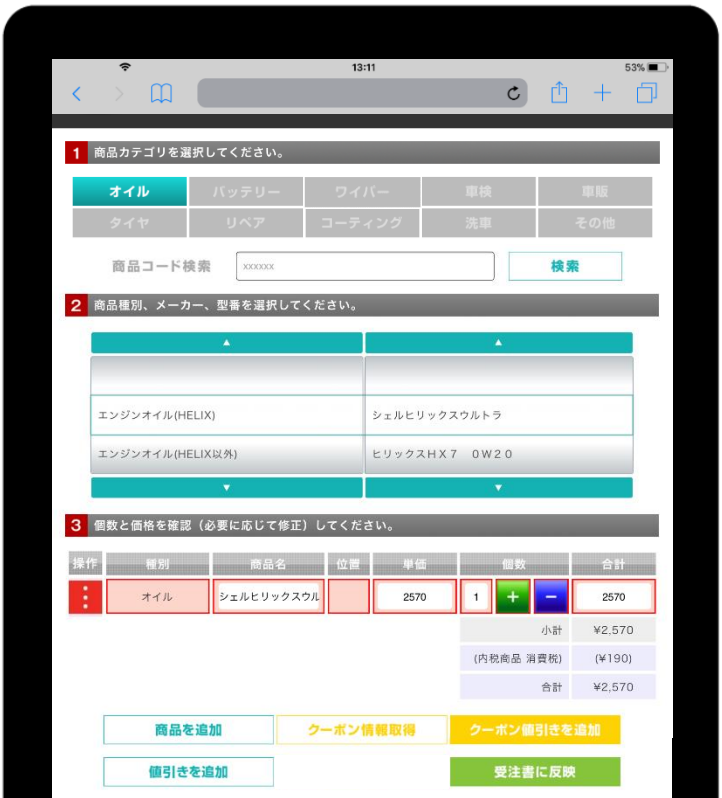 13:11
53%
1 商品カテゴリを選択してください。
オイル バッテリー ワイパー 車検 車販
タイヤ リペア コーティング 洗車 その他
商品コード検索 xxxxxx 検索
2 商品種別、メーカー、型番を選択してください。
▲ ▲
エンジンオイル(HELIX) シェルヒリックスウルトラ
エンジンオイル(HELIX以外) ヒリックスHX7 0W20
▼ ▼
3 個数と価格を確認（必要に応じて修正）してください。
操作 種別 商品名 位置 単価 個数 合計
オイル シェルヒリックスウル 2570 1 + − 2570
小計 ¥2,570
(内税商品 消費税) (¥190)
合計 ¥2,570
商品を追加 クーポン情報取得 クーポン値引きを追加
値引きを追加 受注書に反映